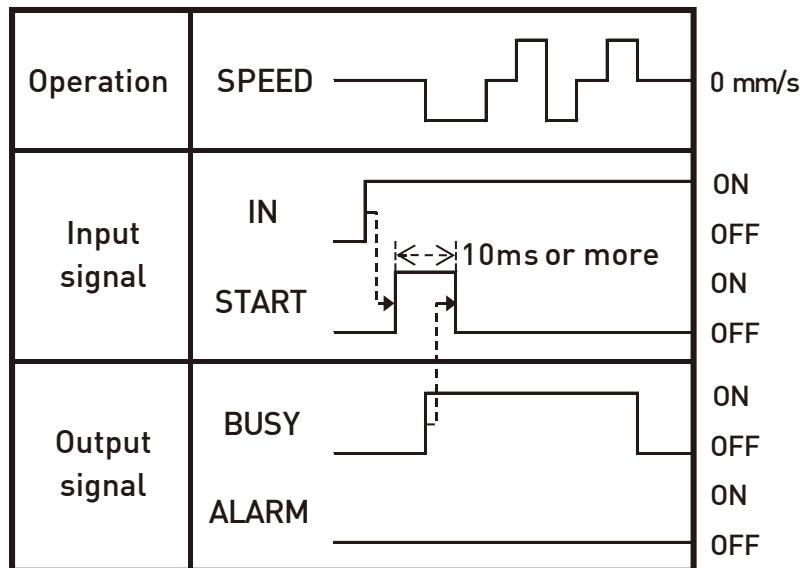 Operation
SPEED
0 mm/s
Input
signal
IN
ON
OFF
10ms or more
START
ON
OFF
Output
signal
BUSY
ON
OFF
ALARM
ON
OFF